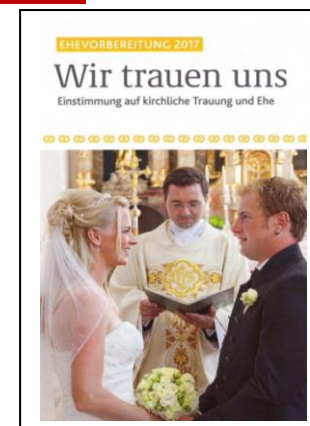 EHEVORBEREITUNG 2017
Wir trauen uns
Einstimmung auf kirchliche Trauung und Ehe